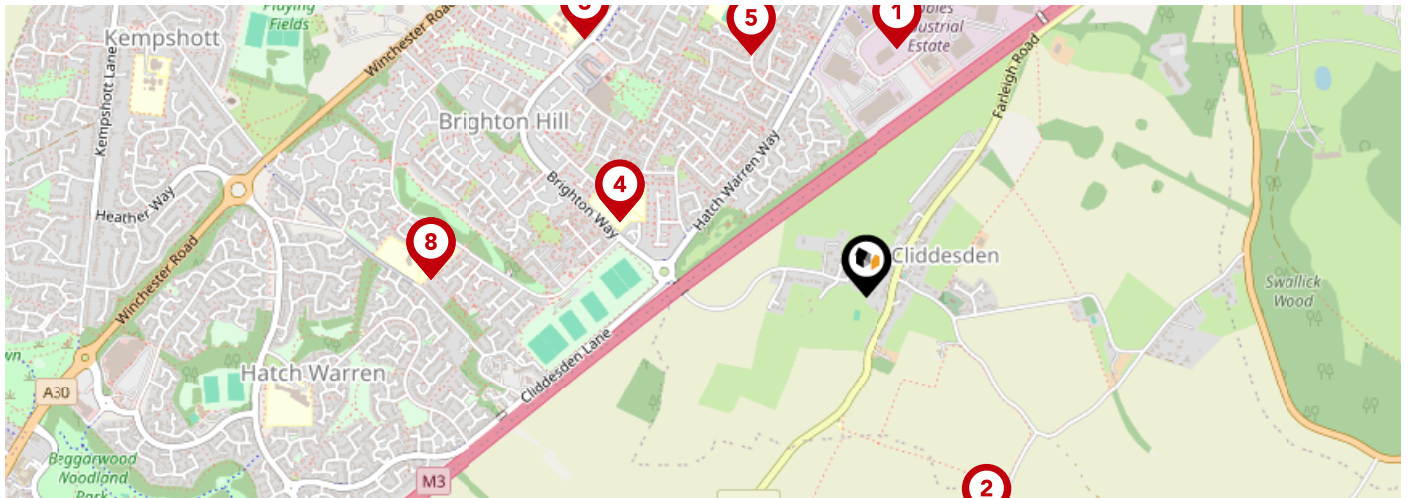 Playing
Fields
Kempshott
Kempshott Lane
Winchester Road
5
1
Industrial
Estate
Farleigh Road
Brighton Hill
Hatch Warren Way
4
Brighton Way
Heather Way
8
Cliddesden
Swallick
Wood
Winchester Road
Cliddesden Lane
Hatch Warren
A30
Beggarwood
Woodland
Park
M3
2